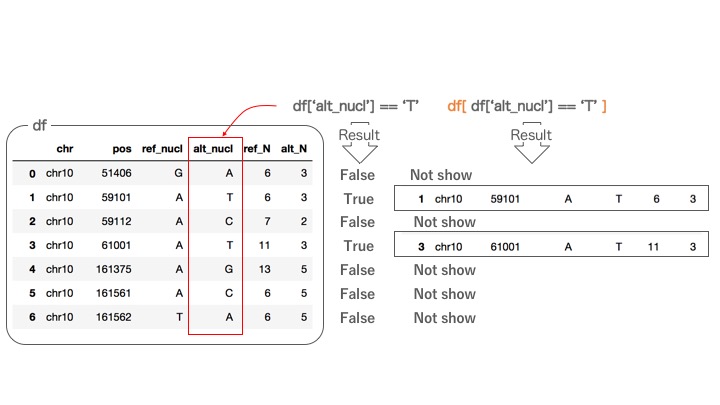 df[‘alt_nucl’] == ‘T’ df[ df[‘alt_nucl’] == ‘T’ ]
df
Result Result
chr pos ref_nucl alt_nucl ref_N alt_N
0 chr10 51406 G A 6 3 False Not show
1 chr10 59101 A T 6 3 True 1 chr10 59101 A T 6 3
2 chr10 59112 A C 7 2 False Not show
3 chr10 61001 A T 11 3 True 3 chr10 61001 A T 11 3
4 chr10 161375 A G 13 5 False Not show
5 chr10 161561 A C 6 5 False Not show
6 chr10 161562 T A 6 5 False Not show